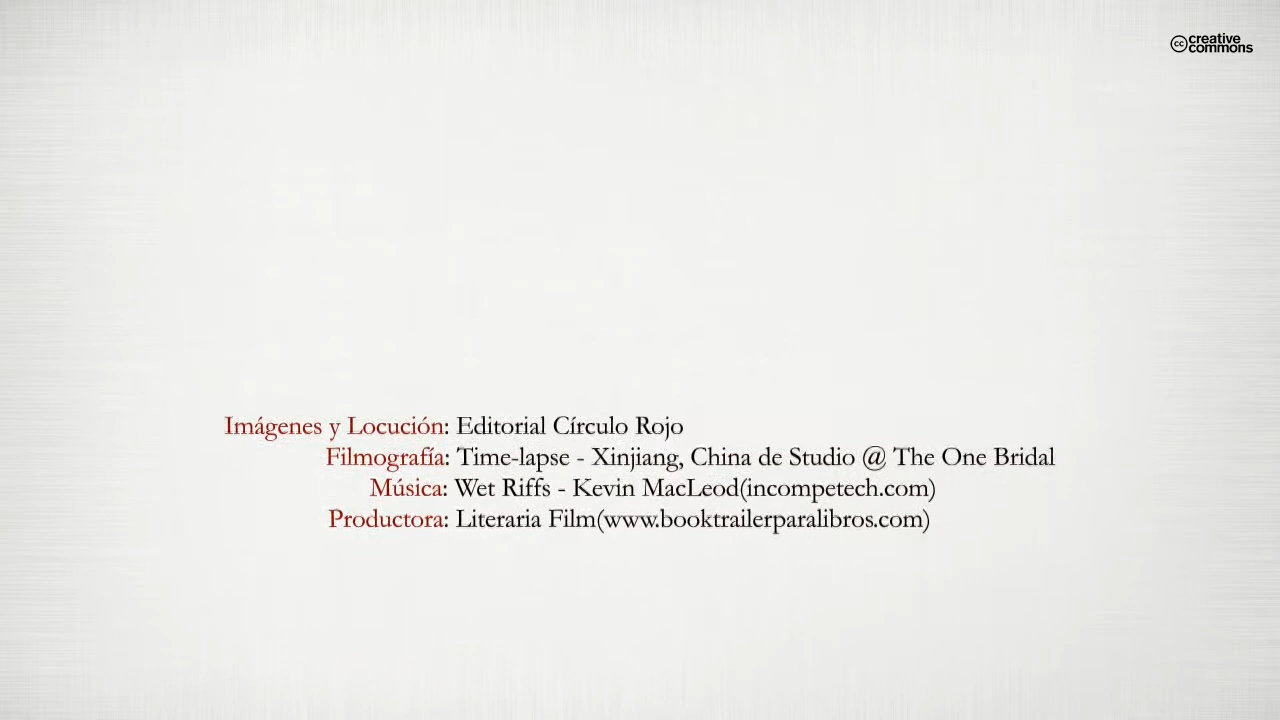 creative
commons
Imágenes y Locución: Editorial Círculo Rojo
Filmografía: Time-lapse - Xinjiang, China de Studio @ The One Bridal
Música: Wet Riffs - Kevin MacLeod(incompetech.com)
Productora: Literaria Film(www.booktrailerparalibros.com)